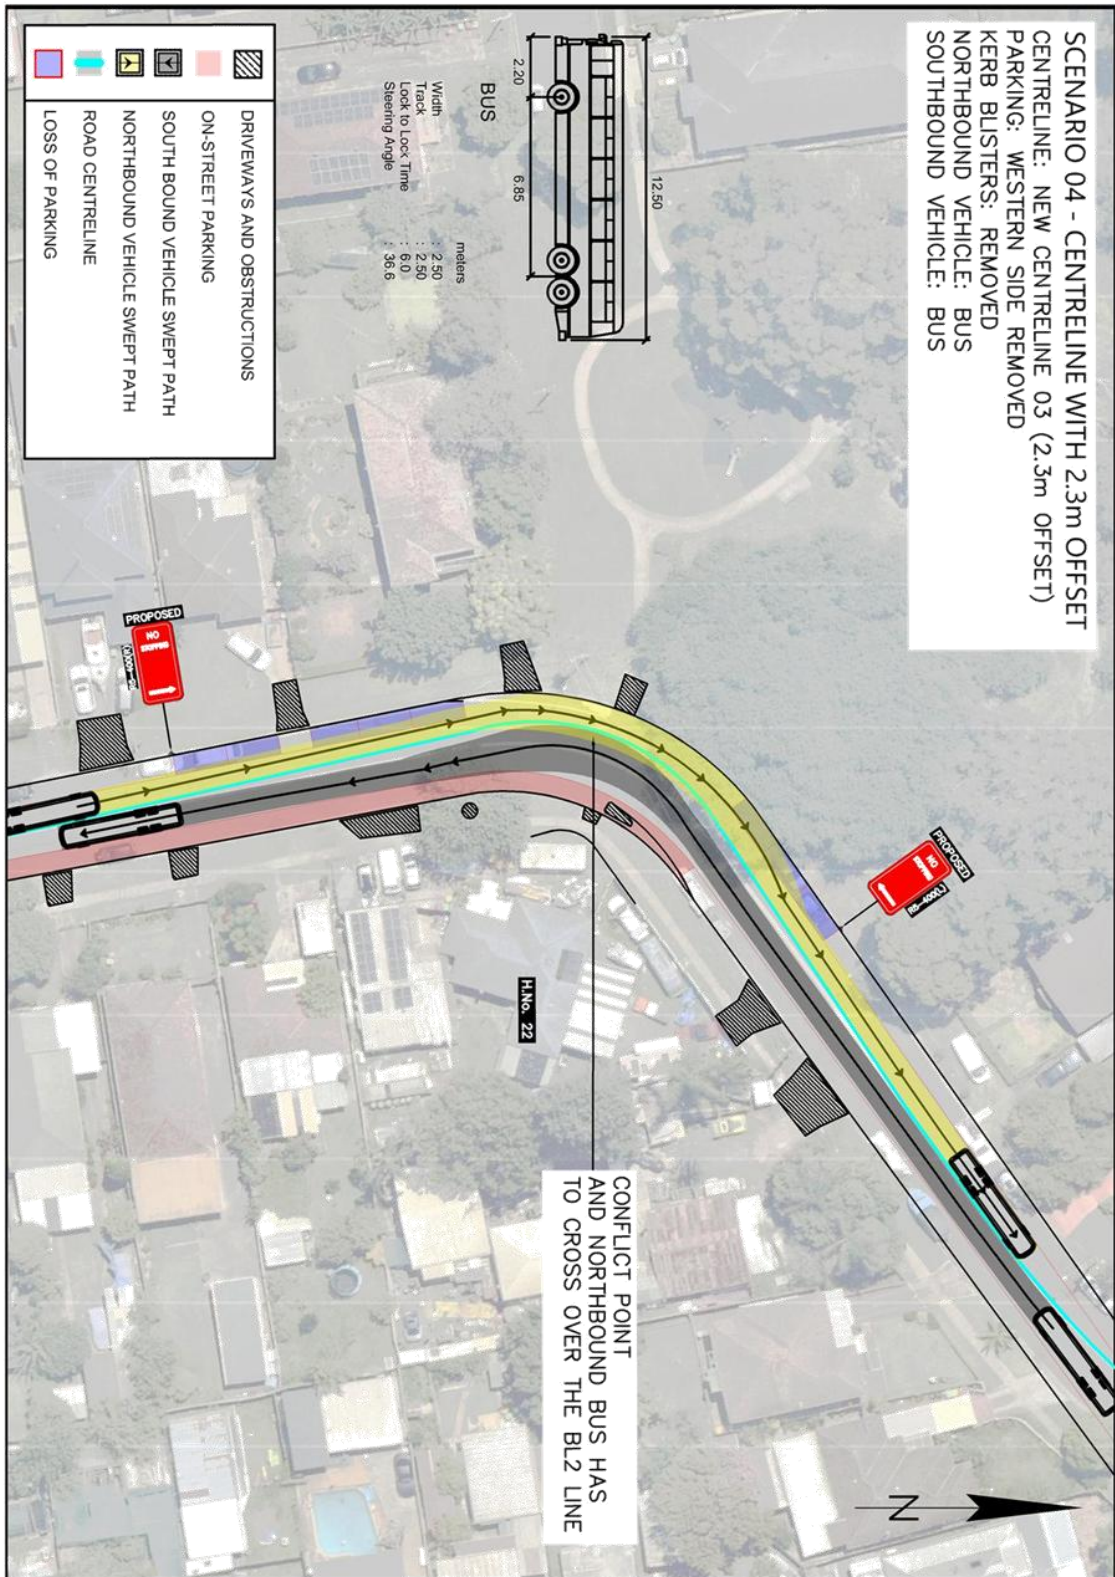 SCENARIO 04 - CENTRELINE WITH 2.3m OFFSET
CENTRELINE: NEW CENTRELINE 03 (2.3m OFFSET)
PARKING: WESTERN SIDE REMOVED
KERB BLISTERS: REMOVED
NORTHBOUND VEHICLE: BUS
SOUTHBOUND VEHICLE: BUS
12.50
2.20
6.85
BUS
meters
Width : 2.50
Track : 2.50
Lock to Lock Time : 6.0
Steering Angle : 36.6
DRIVEWAYS AND OBSTRUCTIONS
ON-STREET PARKING
SOUTH BOUND VEHICLE SWEPT PATH
NORTHBOUND VEHICLE SWEPT PATH
ROAD CENTRELINE
LOSS OF PARKING
PROPOSED
NO
STOPPING
PROPOSED
NO
STOPPING
R5-400(L)
H.No. 22
CONFLICT POINT
AND NORTHBOUND BUS HAS
TO CROSS OVER THE BL2 LINE
N